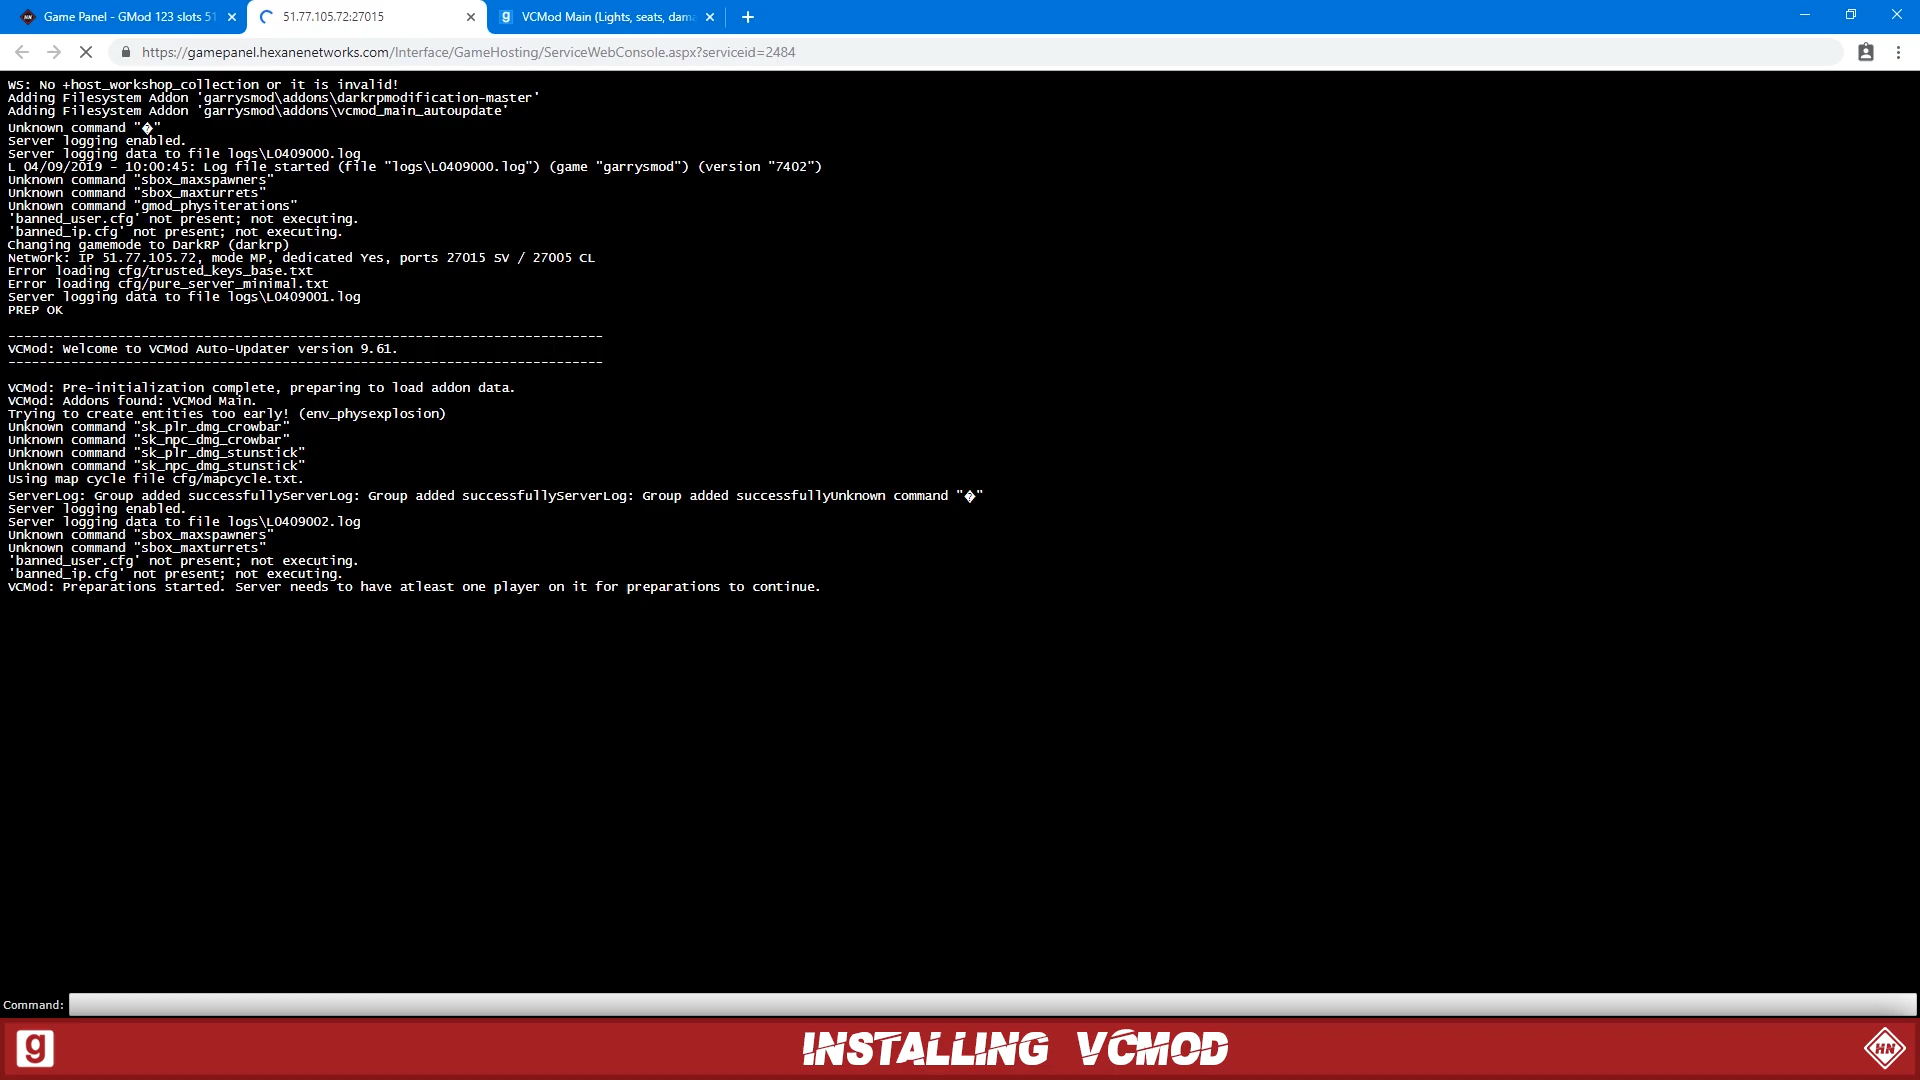 Game Panel - GMod 123 slots 51
51.77.105.72:27015
VCMod Main (Lights, seats, dama
https://gamepanel.hexanenetworks.com/Interface/GameHosting/ServiceWebConsole.aspx?serviceid=2484
WS: No +host_workshop_collection or it is invalid!
Adding Filesystem Addon 'garrysmod\addons\darkrpmodification-master'
Adding Filesystem Addon 'garrysmod\addons\vcmod_main_autoupdate'
Unknown command "�"
Server logging enabled.
Server logging data to file logs\L0409000.log
L 04/09/2019 - 10:00:45: Log file started (file "logs\L0409000.log") (game "garrysmod") (version "7402")
Unknown command "sbox_maxspawners"
Unknown command "sbox_maxturrets"
Unknown command "gmod_physiterations"
'banned_user.cfg' not present; not executing.
'banned_ip.cfg' not present; not executing.
Changing gamemode to DarkRP (darkrp)
Network: IP 51.77.105.72, mode MP, dedicated Yes, ports 27015 SV / 27005 CL
Error loading cfg/trusted_keys_base.txt
Error loading cfg/pure_server_minimal.txt
Server logging data to file logs\L0409001.log
PREP OK
----------------------------------------------------------------------------
VCMod: Welcome to VCMod Auto-Updater version 9.61.
----------------------------------------------------------------------------
VCMod: Pre-initialization complete, preparing to load addon data.
VCMod: Addons found: VCMod Main.
Trying to create entities too early! (env_physexplosion)
Unknown command "sk_plr_dmg_crowbar"
Unknown command "sk_npc_dmg_crowbar"
Unknown command "sk_plr_dmg_stunstick"
Unknown command "sk_npc_dmg_stunstick"
Using map cycle file cfg/mapcycle.txt.
ServerLog: Group added successfullyServerLog: Group added successfullyServerLog: Group added successfullyUnknown command "�"
Server logging enabled.
Server logging data to file logs\L0409002.log
Unknown command "sbox_maxspawners"
Unknown command "sbox_maxturrets"
'banned_user.cfg' not present; not executing.
'banned_ip.cfg' not present; not executing.
VCMod: Preparations started. Server needs to have atleast one player on it for preparations to continue.
Command:
g
INSTALLING VCMOD
HN